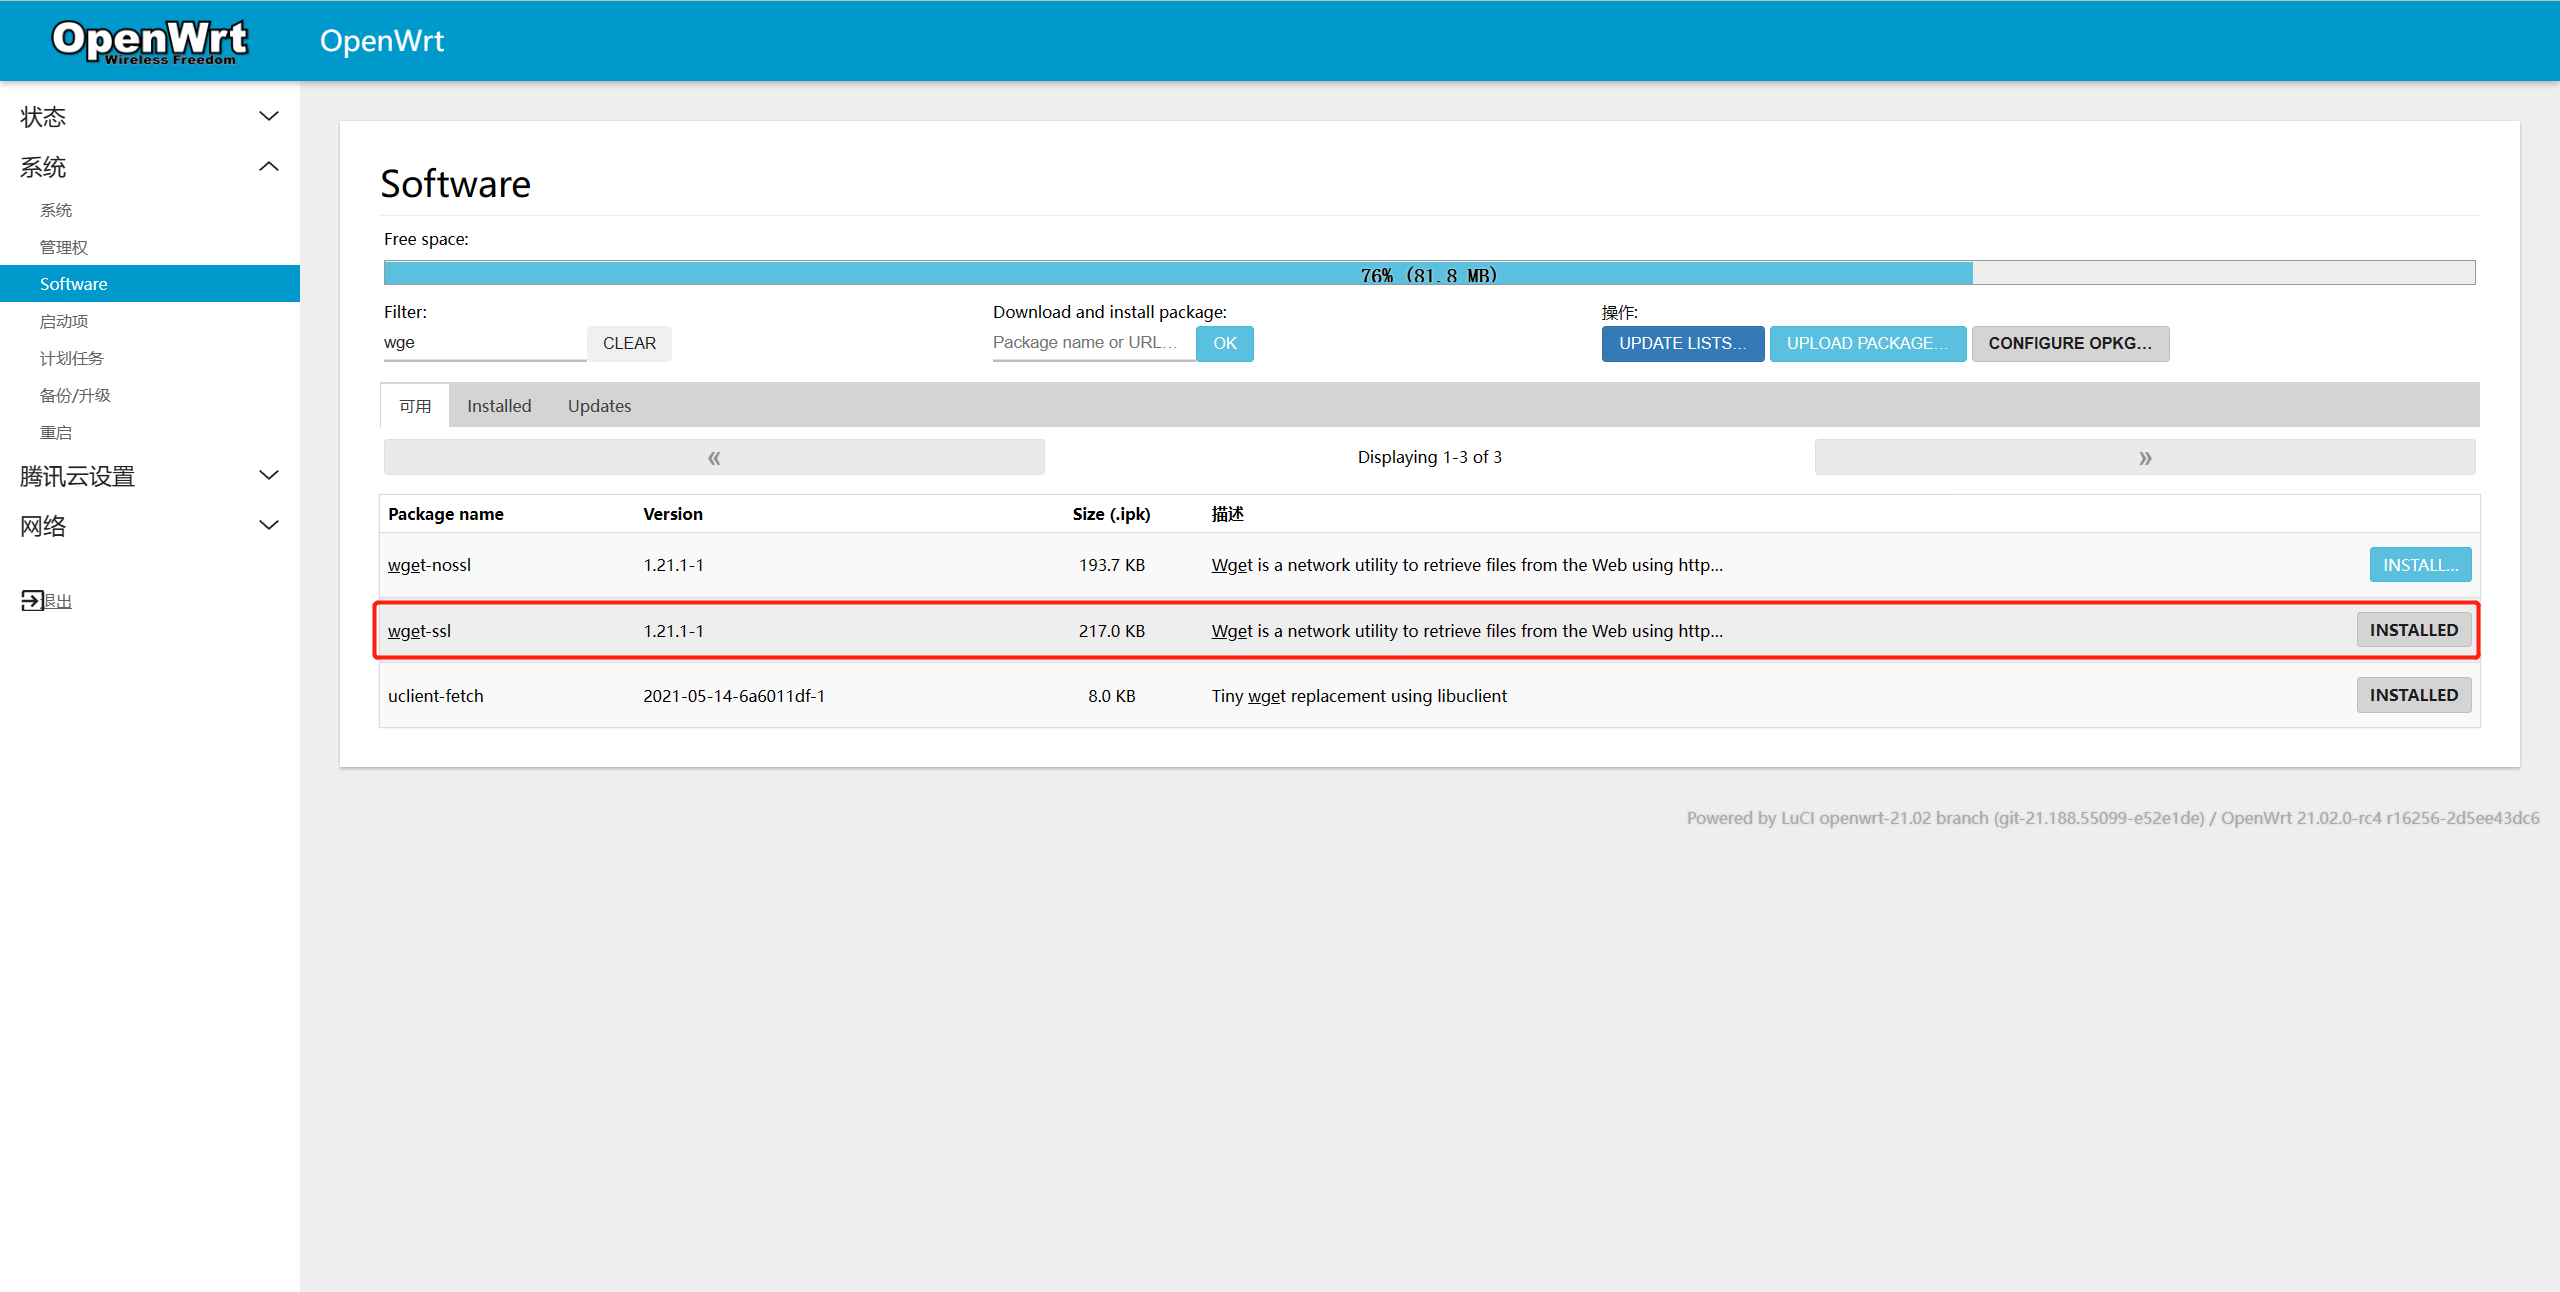 OpenWrt
Wireless Freedom
OpenWrt
状态
系统
系统
管理权
Software
启动项
计划任务
备份/升级
重启
腾讯云设置
网络
退出
Software
Free space:
76% (81.8 MB)
Filter:
wge
CLEAR
Download and install package:
Package name or URL…
OK
操作:
UPDATE LISTS…
UPLOAD PACKAGE…
CONFIGURE OPKG…
可用 Installed Updates
« Displaying 1-3 of 3 »
Package name Version Size (.ipk) 描述
wget-nossl 1.21.1-1 193.7 KB Wget is a network utility to retrieve files from the Web using http… INSTALL…
wget-ssl 1.21.1-1 217.0 KB Wget is a network utility to retrieve files from the Web using http… INSTALLED
uclient-fetch 2021-05-14-6a6011df-1 8.0 KB Tiny wget replacement using libuclient INSTALLED
Powered by LuCI openwrt-21.02 branch (git-21.188.55099-e52e1de) / OpenWrt 21.02.0-rc4 r16256-2d5ee43dc6